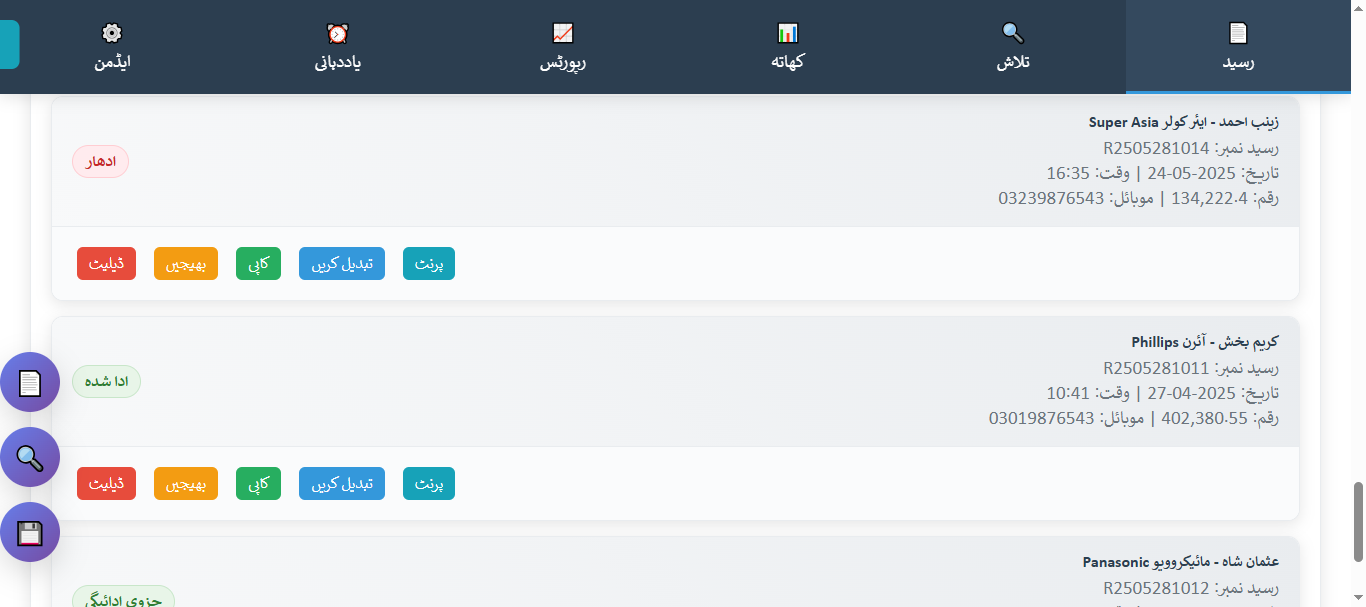 رسید
تلاش
کھاتہ
رپورٹس
یاددہانی
ایڈمن
زینب احمد - ایئر کولر Super Asia
رسید نمبر: R2505281014
تاریخ: 2025-05-24 | وقت: 16:35
رقم: 134,222.4 | موبائل: 03239876543
ادھار
پرنٹ
تبدیل کریں
کاپی
بھیجیں
ڈیلیٹ
کریم بخش - آئرن Phillips
رسید نمبر: R2505281011
تاریخ: 2025-04-27 | وقت: 10:41
رقم: 402,380.55 | موبائل: 03019876543
ادا شدہ
پرنٹ
تبدیل کریں
کاپی
بھیجیں
ڈیلیٹ
عثمان شاہ - مائیکروویو Panasonic
رسید نمبر: R2505281012
جزوی ادائیگی